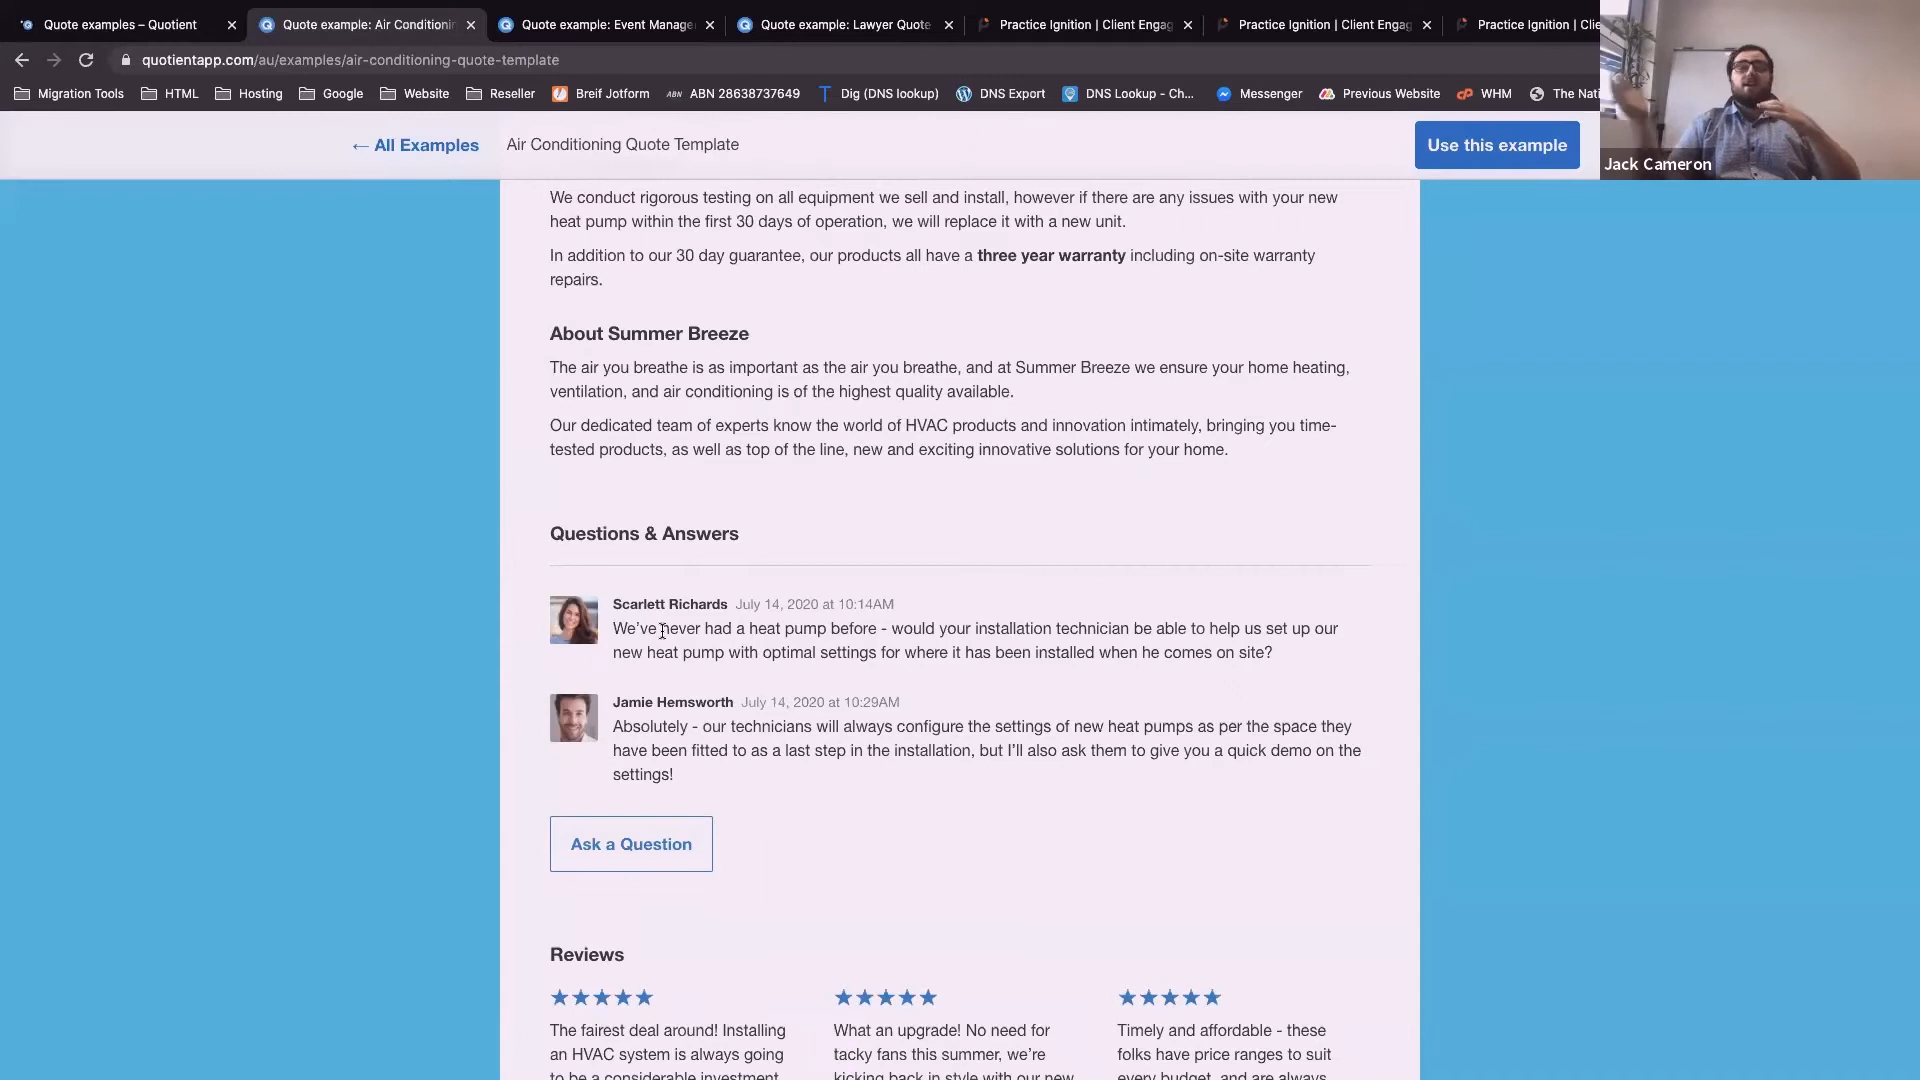 Quote examples – Quotient
Quote example: Air Conditionin
Quote example: Event Manage
Quote example: Lawyer Quote
Practice Ignition | Client Engag
Practice Ignition | Client Engag
Practice Ignition | Clie
quotientapp.com/au/examples/air-conditioning-quote-template
Migration Tools
HTML
Hosting
Google
Website
Reseller
Breif Jotform
ABN
ABN 28638737649
Dig (DNS lookup)
DNS Export
DNS Lookup - Ch...
Messenger
Previous Website
WHM
The Nati
← All Examples
Air Conditioning Quote Template
Use this example
Jack Cameron
We conduct rigorous testing on all equipment we sell and install, however if there are any issues with your new
heat pump within the first 30 days of operation, we will replace it with a new unit.
In addition to our 30 day guarantee, our products all have a three year warranty including on-site warranty
repairs.
About Summer Breeze
The air you breathe is as important as the air you breathe, and at Summer Breeze we ensure your home heating,
ventilation, and air conditioning is of the highest quality available.
Our dedicated team of experts know the world of HVAC products and innovation intimately, bringing you time-
tested products, as well as top of the line, new and exciting innovative solutions for your home.
Questions & Answers
Scarlett Richards July 14, 2020 at 10:14AM
We've never had a heat pump before - would your installation technician be able to help us set up our
new heat pump with optimal settings for where it has been installed when he comes on site?
Jamie Hemsworth July 14, 2020 at 10:29AM
Absolutely - our technicians will always configure the settings of new heat pumps as per the space they
have been fitted to as a last step in the installation, but I'll also ask them to give you a quick demo on the
settings!
Ask a Question
Reviews
The fairest deal around! Installing
an HVAC system is always going
to be a considerable investment
What an upgrade! No need for
tacky fans this summer, we're
kicking back in style with our new
Timely and affordable - these
folks have price ranges to suit
every budget, and are always